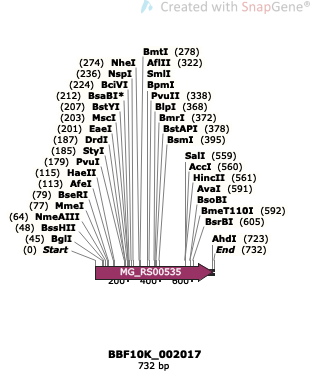 Created with SnapGene®
BmtI (278)
(274) NheI AflII (322)
(236) NspI SmlI
(224) BciVI BpmI
(212) BsaBI* PvuII (338)
(207) BstYI BlpI (368)
(203) MscI BmrI (372)
(201) EaeI BstAPI (378)
(187) DrdI BsmI (395)
(185) StyI SalI (559)
(179) PvuI AccI (560)
(115) HaeII HincII (561)
(113) AfeI AvaI (591)
(79) BseRI BsoBI
(77) MmeI BmeT110I (592)
(64) NmeAIII BsrBI (605)
(48) BssHII AhdI (723)
(45) BglI End (732)
(0) Start
MG_RS00535
200 400 600
BBF10K_002017
732 bp